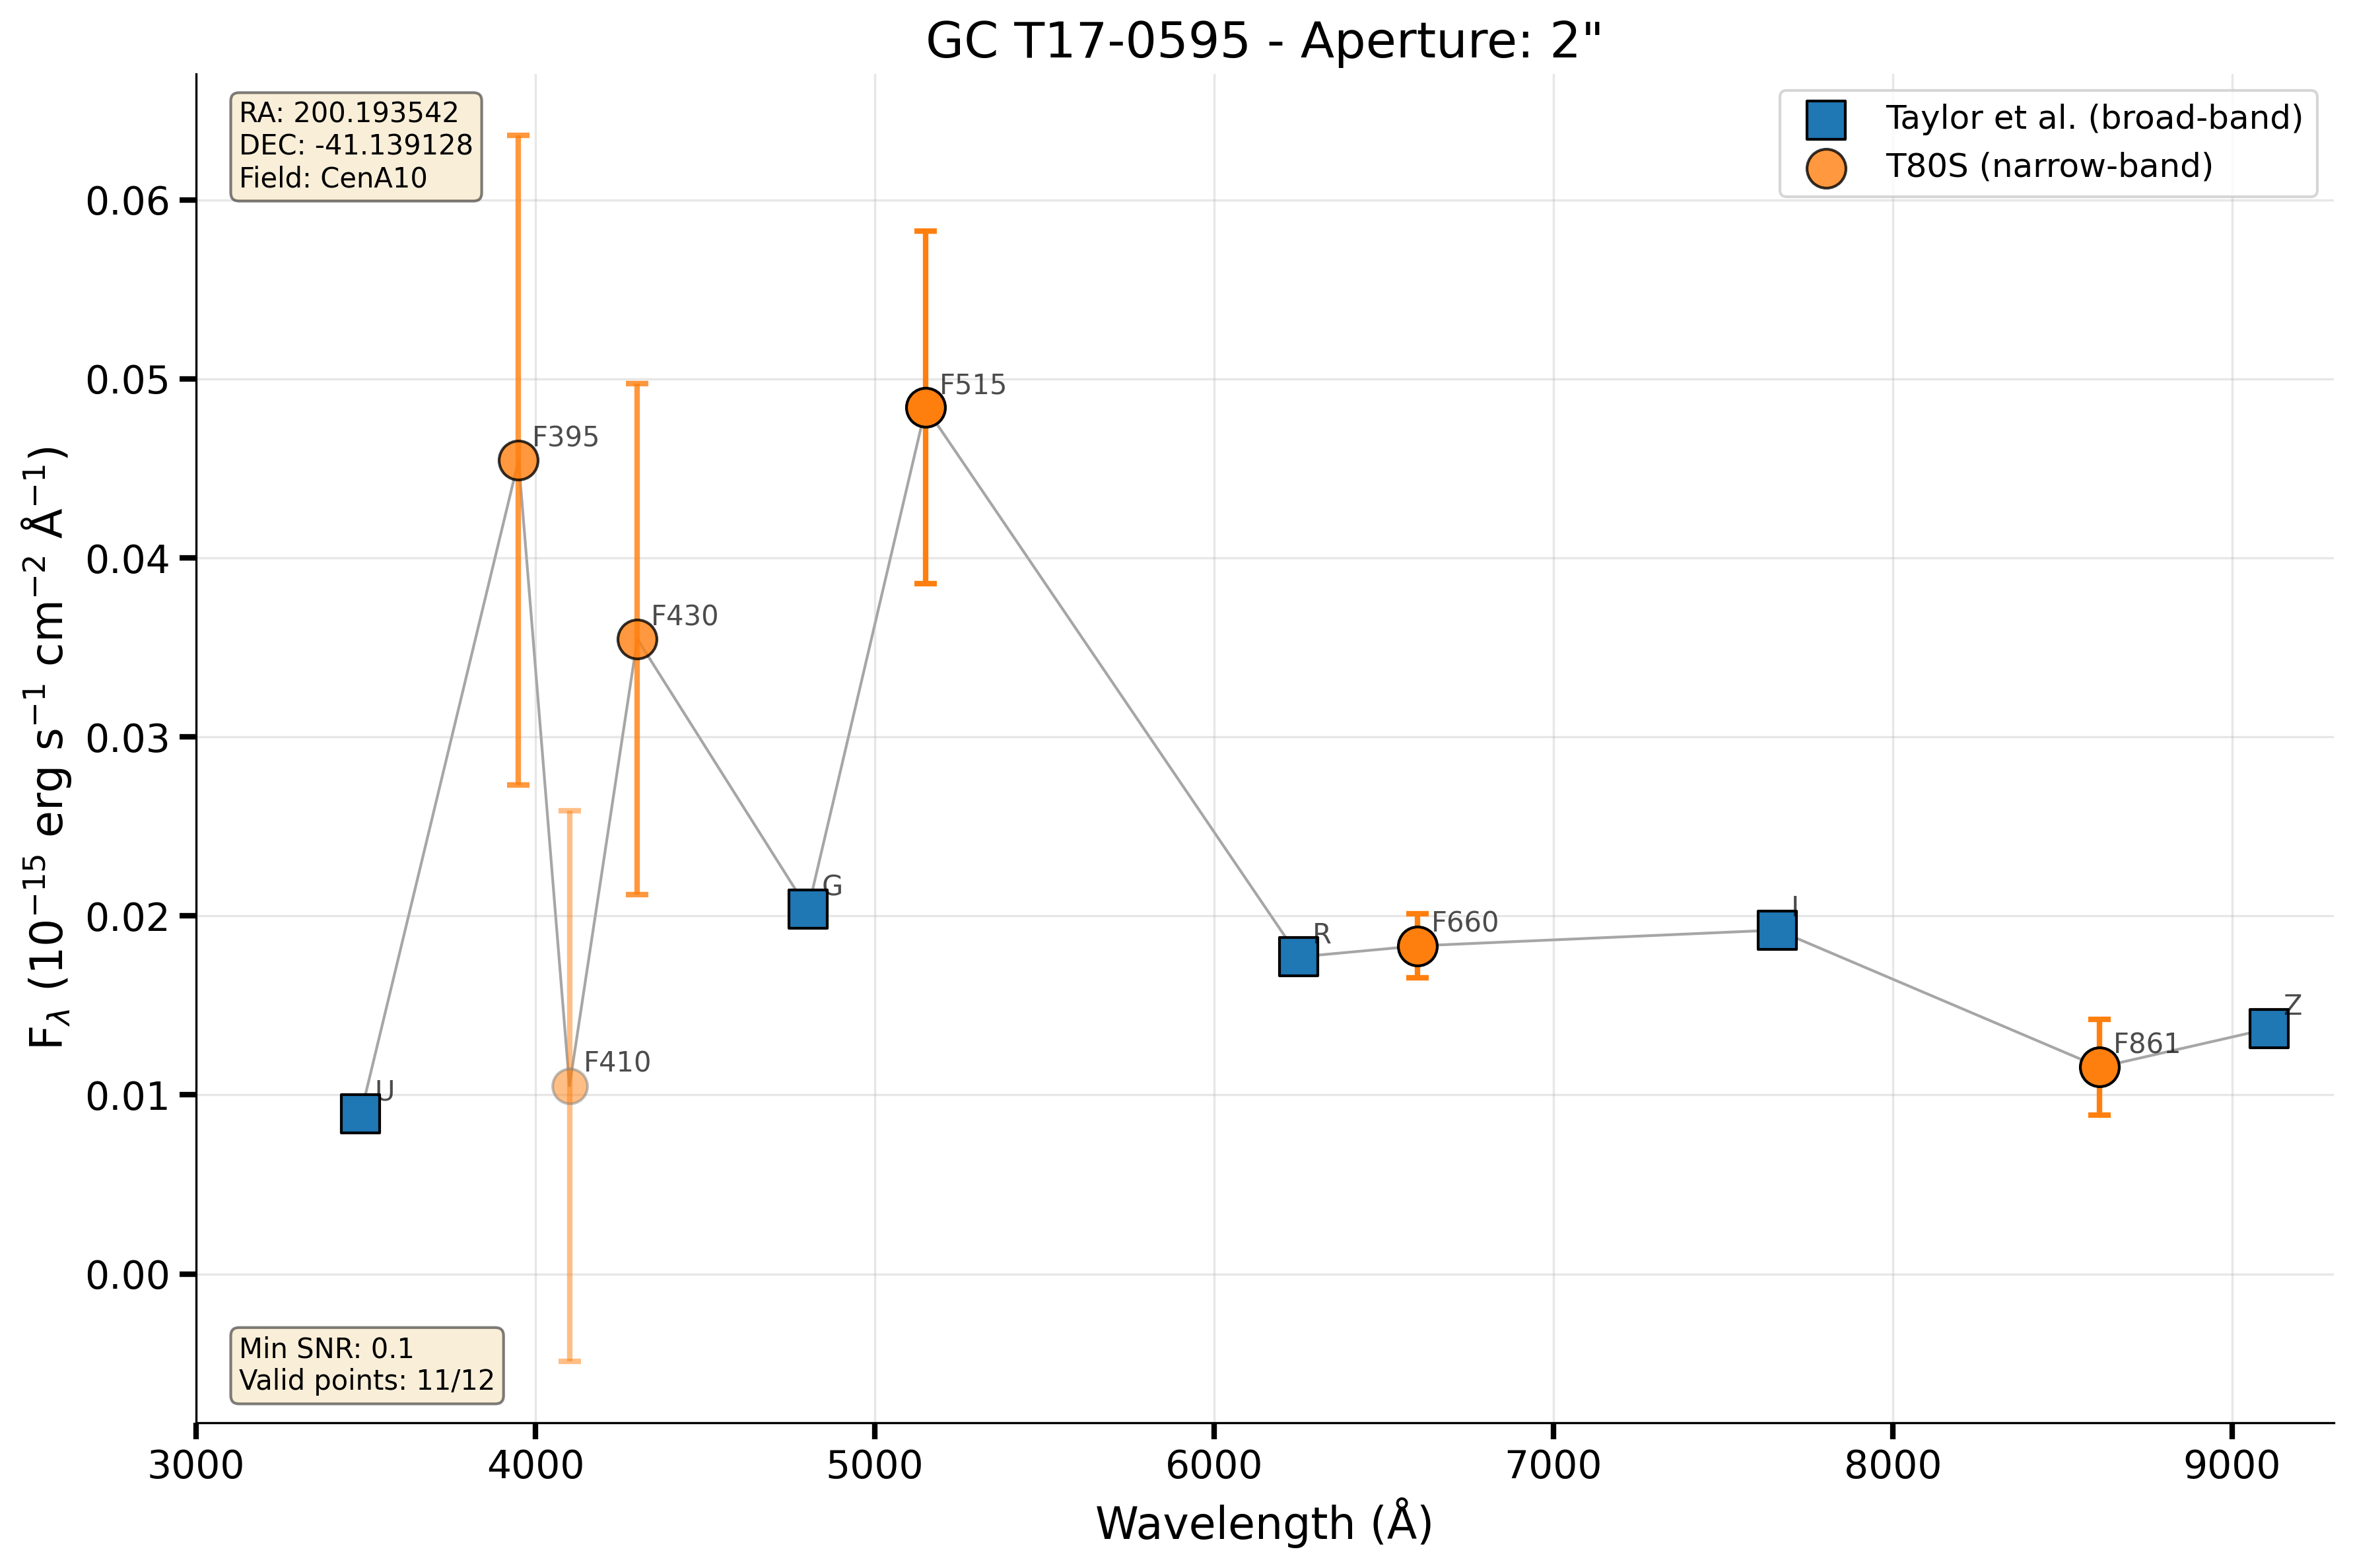 GC T17-0595 - Aperture: 2"
RA: 200.193542
DEC: -41.139128
Field: CenA10
Taylor et al. (broad-band)
T80S (narrow-band)
0.06
0.05
0.04
0.03
0.02
0.01
0.00
F$_λ$ (10$^{−15}$ erg s$^{−1}$ cm$^{−2}$ Å$^{−1}$)
U
F395
F410
F430
G
F515
R
F660
I
F861
Z
Min SNR: 0.1
Valid points: 11/12
3000 4000 5000 6000 7000 8000 9000
Wavelength (Å)